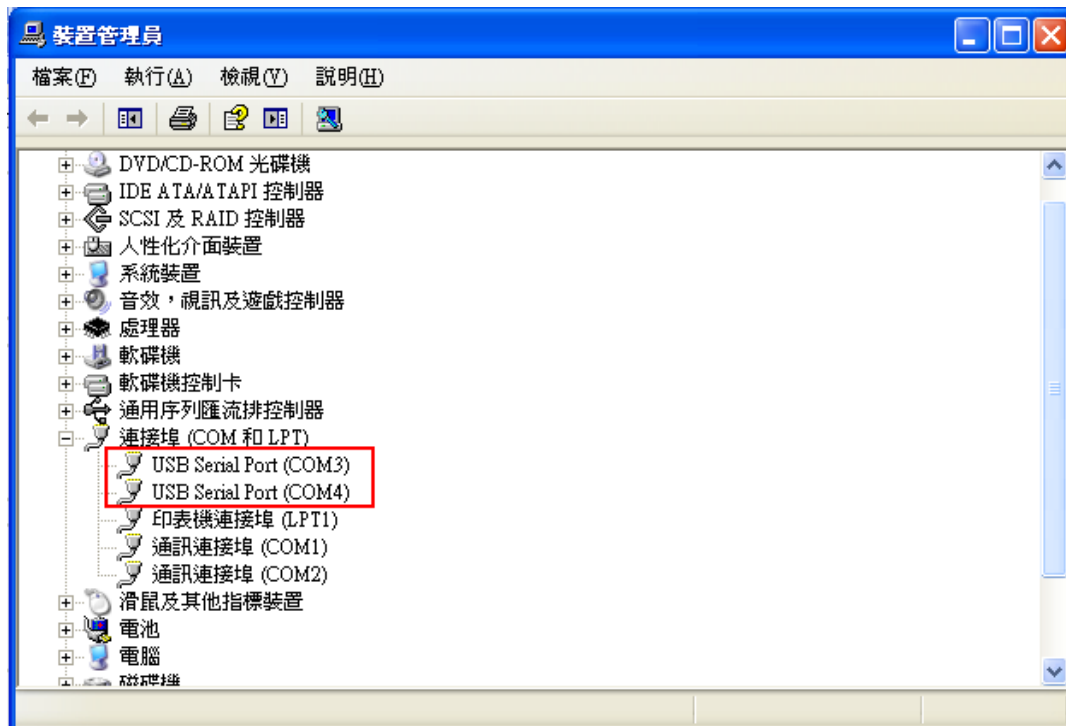 裝置管理員
檔案(F) 執行(A) 檢視(V) 說明(H)
DVD/CD-ROM 光碟機
IDE ATA/ATAPI 控制器
SCSI 及 RAID 控制器
人性化介面裝置
系統裝置
音效，視訊及遊戲控制器
處理器
軟碟機
軟碟機控制卡
通用序列匯流排控制器
連接埠 (COM 和 LPT)
USB Serial Port (COM3)
USB Serial Port (COM4)
印表機連接埠 (LPT1)
通訊連接埠 (COM1)
通訊連接埠 (COM2)
滑鼠及其他指標裝置
電池
電腦
磁碟機